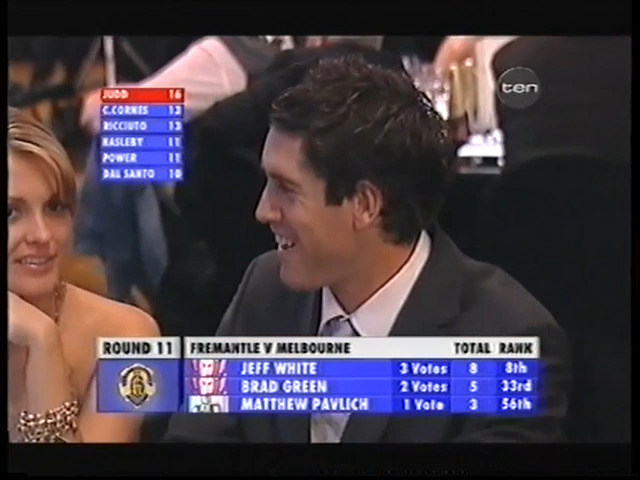 JUDD 16
C.CORNES 13
RICCIUTO 13
HASLEBY 11
POWER 11
DAL SANTO 10
ten
ROUND 11 FREMANTLE V MELBOURNE TOTAL RANK
JEFF WHITE 3 Votes 8 8th
BRAD GREEN 2 Votes 5 33rd
MATTHEW PAVLICH 1 Vote 3 56th